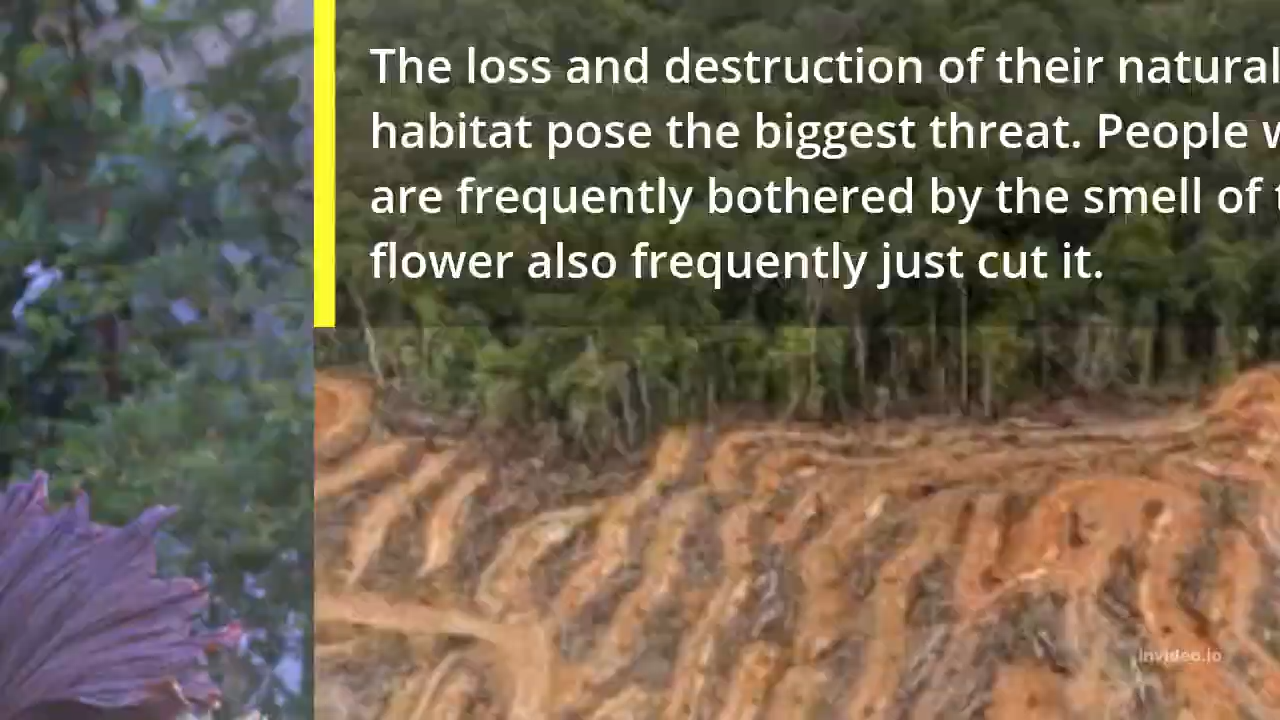 The loss and destruction of their natural
habitat pose the biggest threat. People
are frequently bothered by the smell of
flower also frequently just cut it.
invideo.io